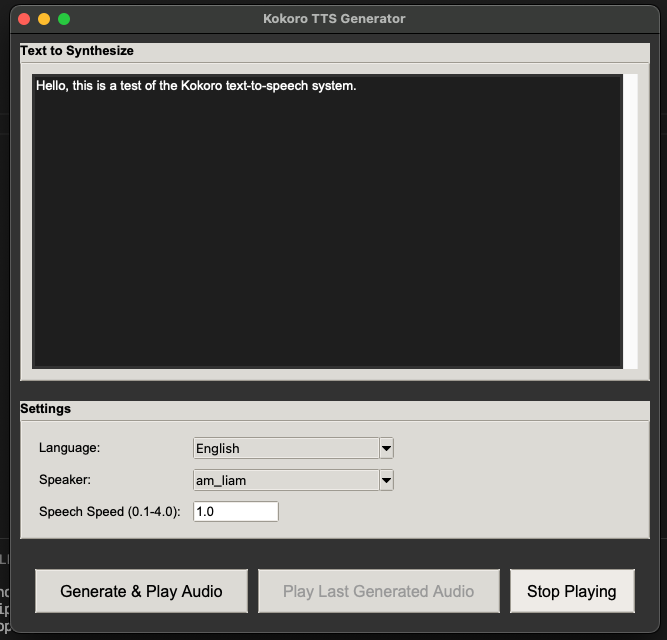 Kokoro TTS Generator
Text to Synthesize
Hello, this is a test of the Kokoro text-to-speech system.
Settings
Language: English
Speaker: am_liam
Speech Speed (0.1-4.0): 1.0
Generate & Play Audio Play Last Generated Audio Stop Playing